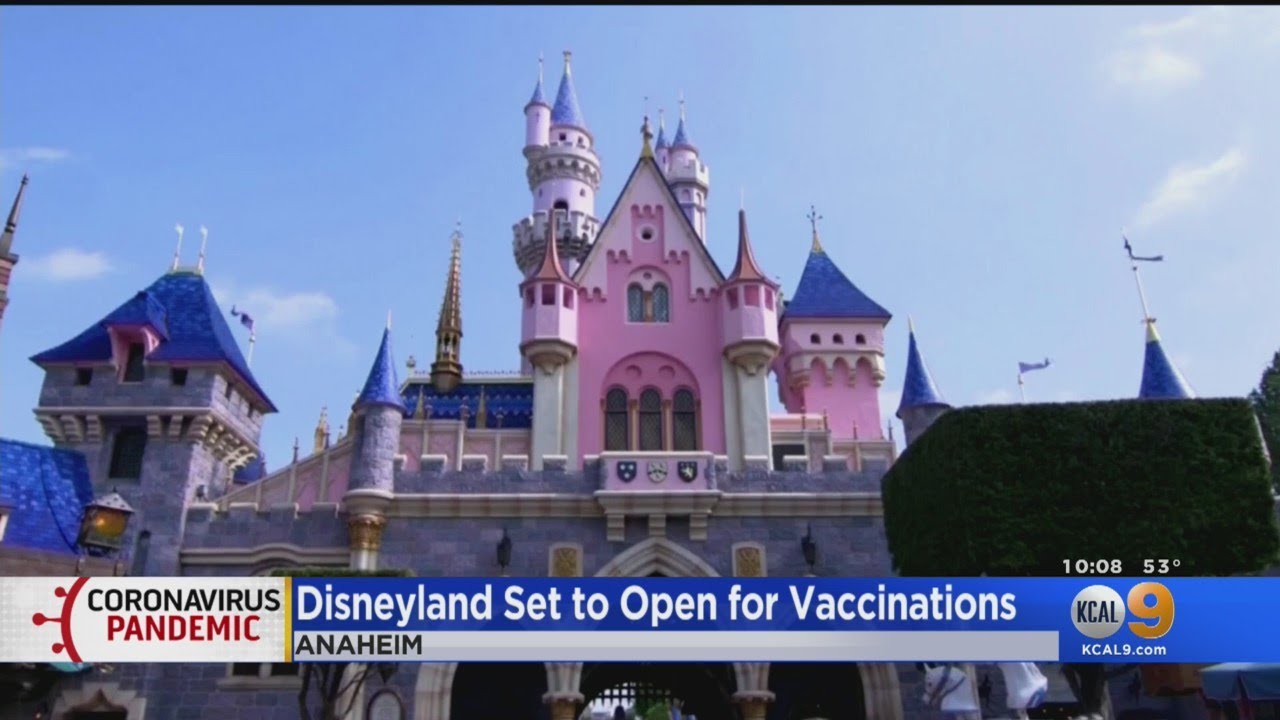 10:08 53°
CORONAVIRUS
PANDEMIC
Disneyland Set to Open for Vaccinations
ANAHEIM
KCAL 9
KCAL9.com